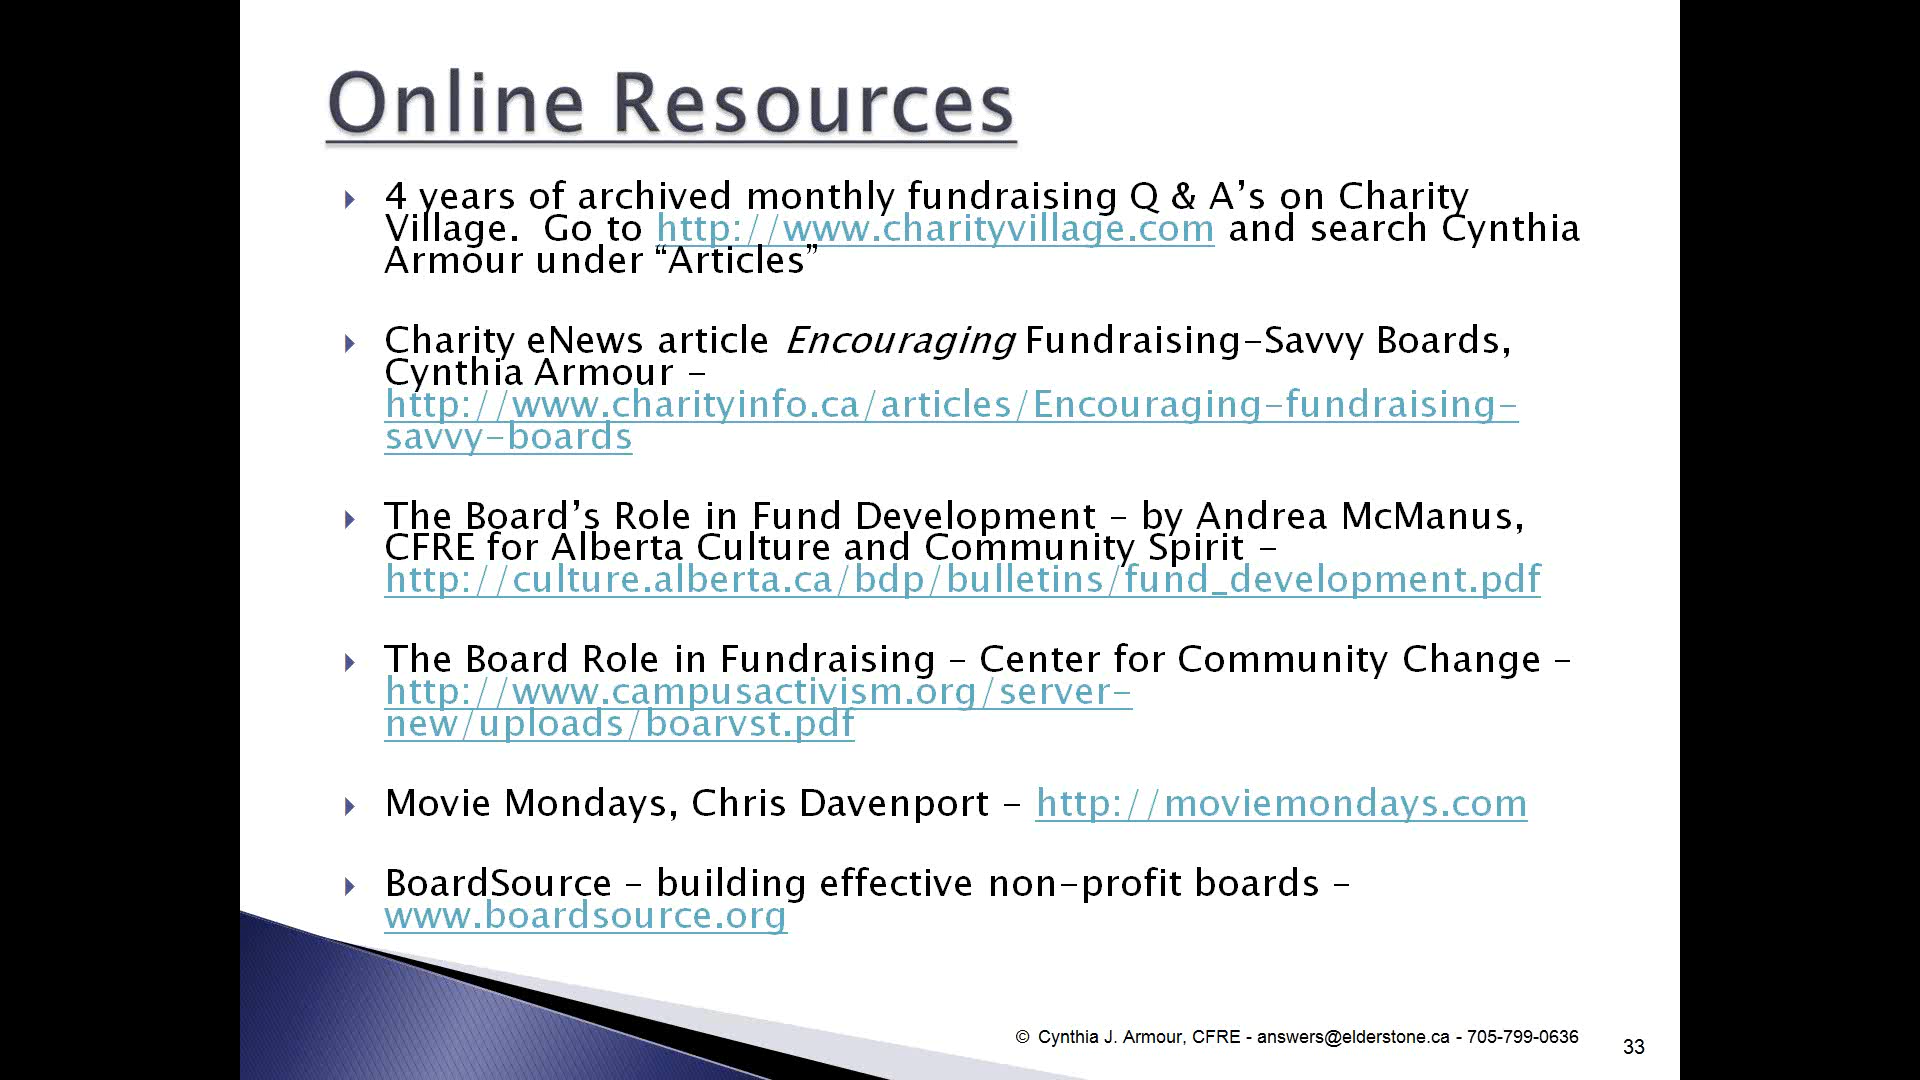 Online Resources
4 years of archived monthly fundraising Q & A’s on Charity
Village.  Go to http://www.charityvillage.com and search Cynthia
Armour under “Articles”
Charity eNews article Encouraging Fundraising-Savvy Boards,
Cynthia Armour -
http://www.charityinfo.ca/articles/Encouraging-fundraising-
savvy-boards
The Board’s Role in Fund Development – by Andrea McManus,
CFRE for Alberta Culture and Community Spirit –
http://culture.alberta.ca/bdp/bulletins/fund_development.pdf
The Board Role in Fundraising – Center for Community Change –
http://www.campusactivism.org/server-
new/uploads/boarvst.pdf
Movie Mondays, Chris Davenport - http://moviemondays.com
BoardSource – building effective non-profit boards –
www.boardsource.org
© Cynthia J. Armour, CFRE - answers@elderstone.ca - 705-799-0636
33